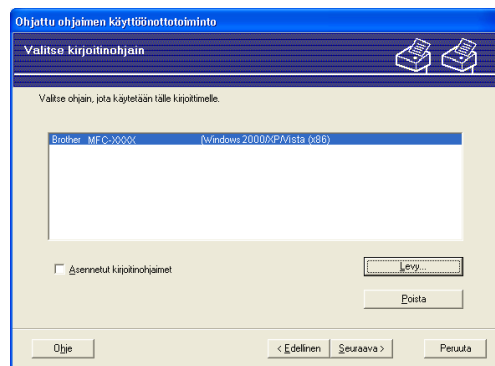 Ohjattu ohjaimen käyttöönottotoiminto
Valitse kirjoitinohjain
Valitse ohjain, jota käytetään tälle kirjoittimelle.
Brother MFC-XXXX (Windows 2000/XP/Vista (x86)
Asennetut kirjoitinohjaimet
Levy...
Poista
Ohje
< Edellinen
Seuraava >
Peruuta